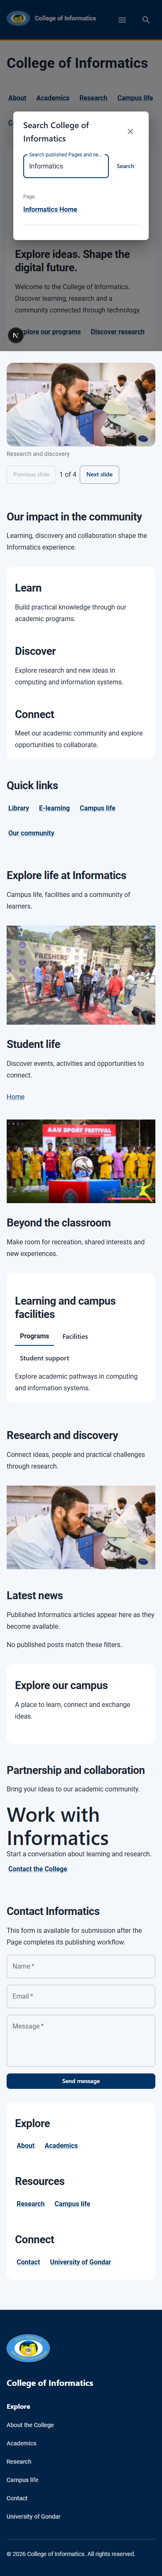 College of Informatics
College of Informatics
About Academics Research Campus life
Search College of
Informatics
Search published Pages and ne...
Informatics
Search
Page
Informatics Home
Explore ideas. Shape the
digital future.
Welcome to the College of Informatics.
Discover learning, research and a
community connected through technology.
Explore our programs Discover research
N
Research and discovery
Previous slide 1 of 4 Next slide
Our impact in the community
Learning, discovery and collaboration shape the
Informatics experience.
Learn
Build practical knowledge through our
academic programs.
Discover
Explore research and new ideas in
computing and information systems.
Connect
Meet our academic community and explore
opportunities to collaborate.
Quick links
Library E-learning Campus life
Our community
Explore life at Informatics
Campus life, facilities and a community of
learners.
FRESHERS'
Student life
Discover events, activities and opportunities to
connect.
Home
AAU SPORT FESTIVAL
Beyond the classroom
Make room for recreation, shared interests and
new experiences.
Learning and campus
facilities
Programs Facilities
Student support
Explore academic pathways in computing
and information systems.
Research and discovery
Connect ideas, people and practical challenges
through research.
Latest news
Published Informatics articles appear here as they
become available.
No published posts match these filters.
Explore our campus
A place to learn, connect and exchange
ideas.
Partnership and collaboration
Bring your ideas to our academic community.
Work with
Informatics
Start a conversation about learning and research.
Contact the College
Contact Informatics
This form is available for submission after the
Page completes its publishing workflow.
Name *
Email *
Message *
Send message
Explore
About Academics
Resources
Research Campus life
Connect
Contact University of Gondar
College of Informatics
Explore
About the College
Academics
Research
Campus life
Contact
University of Gondar
© 2026 College of Informatics. All rights reserved.